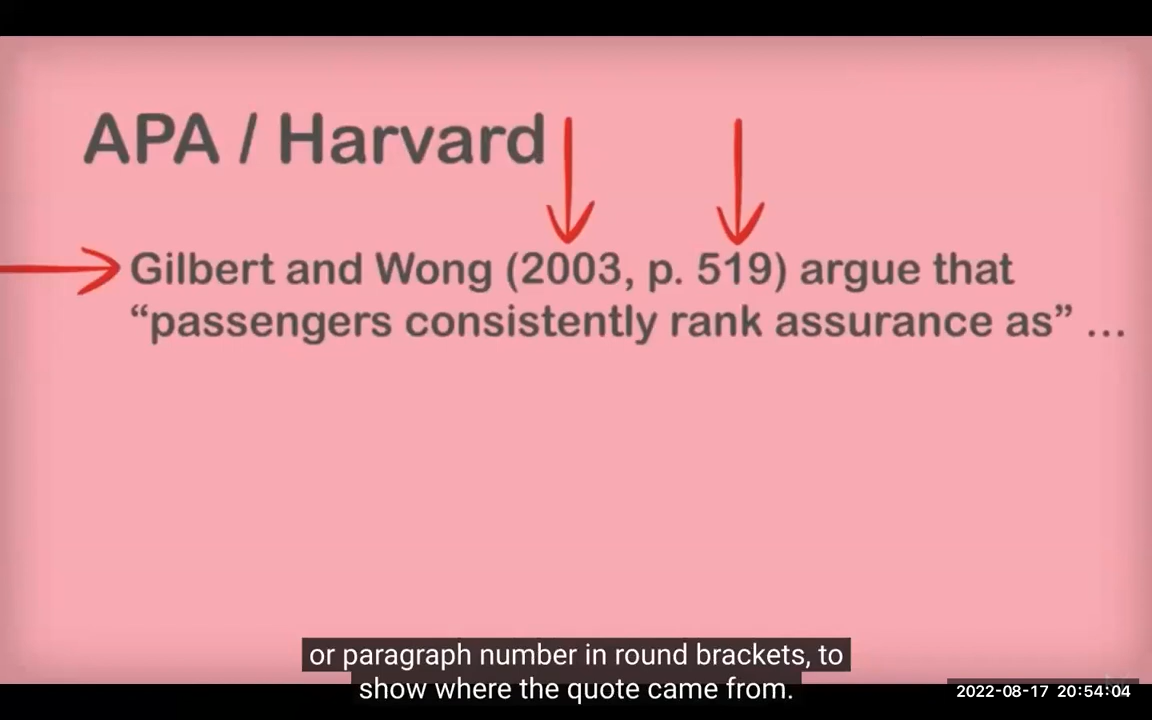 APA / Harvard
Gilbert and Wong (2003, p. 519) argue that
“passengers consistently rank assurance as” ...
or paragraph number in round brackets, to
show where the quote came from.
2022-08-17 20:54:04